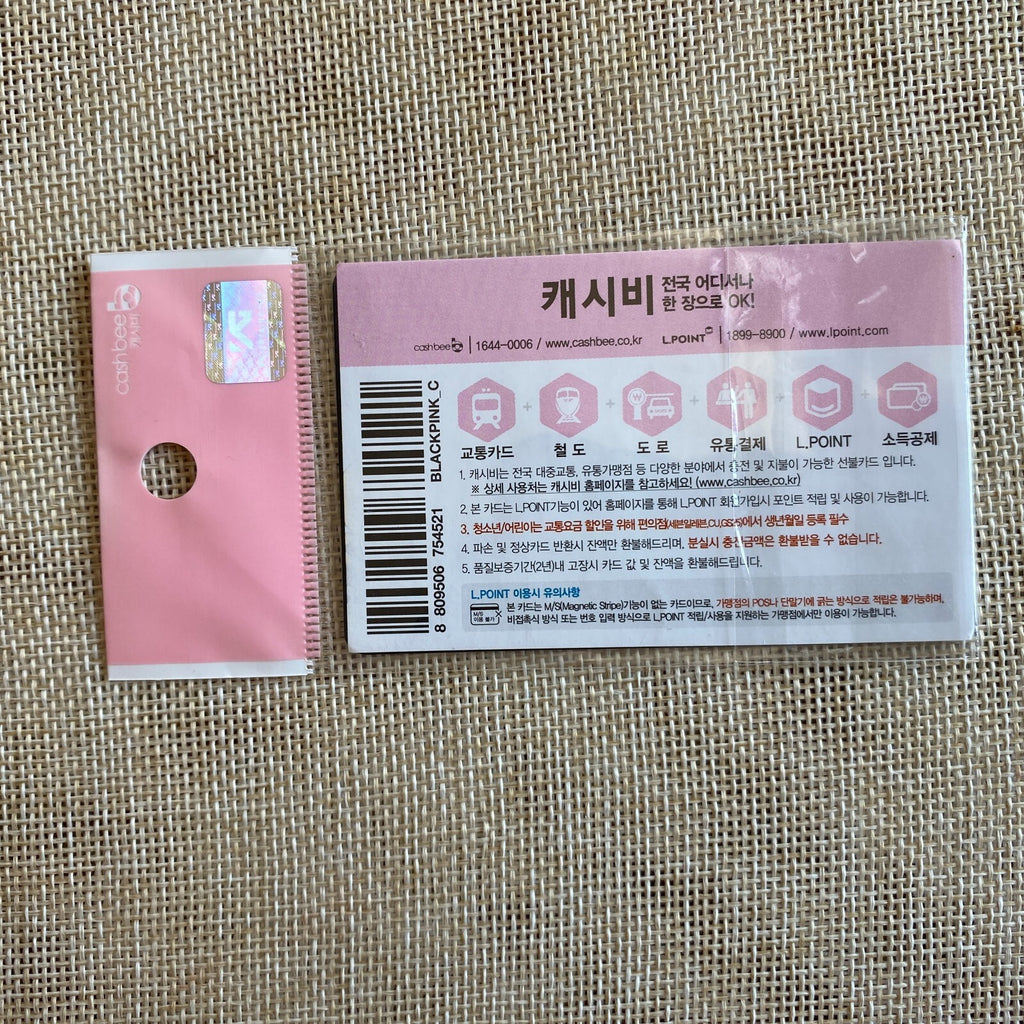 cashbee
캐시비
YG
캐시비 전국 어디서나
한 장으로 OK!
cashbee | 1644-0006 / www.cashbee.co.kr L.POINT | 1899-8900 / www.lpoint.com
8 809506 754521 BLACKPINK_C
교통카드 + 철도 + 도로 + 유통결제 + L.POINT + 소득공제
1. 캐시비는 전국 대중교통, 유통가맹점 등 다양한 분야에서 충전 및 지불이 가능한 선불카드 입니다.
※ 상세 사용처는 캐시비 홈페이지를 참고하세요! (www.cashbee.co.kr)
2. 본 카드는 L.POINT기능이 있어 홈페이지를 통해 L.POINT 회원가입시 포인트 적립 및 사용이 가능합니다.
3. 청소년/어린이는 교통요금 할인을 위해 편의점(세븐일레븐,CU,GS25)에서 생년월일 등록 필수
4. 파손 및 정상카드 반환시 잔액만 환불해드리며, 분실시 충전금액은 환불받을 수 없습니다.
5. 품질보증기간(2년)내 고장시 카드 값 및 잔액을 환불해드립니다.
L.POINT 이용시 유의사항
M/S
이용 불가
본 카드는 M/S(Magnetic Stripe)기능이 없는 카드이므로, 가맹점의 POS나 단말기에 긁는 방식으로 적립은 불가능하며,
비접촉식 방식 또는 번호 입력 방식으로 L.POINT 적립/사용을 지원하는 가맹점에서만 이용이 가능합니다.